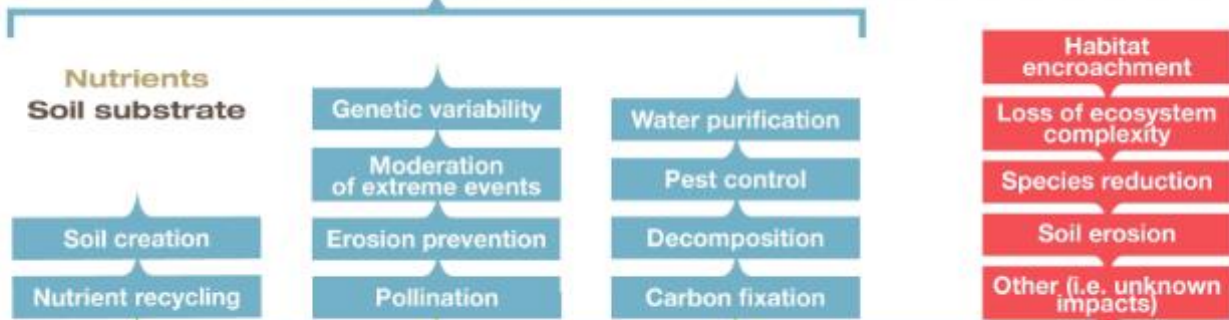 Nutrients
Soil substrate
Soil creation
Nutrient recycling
Genetic variability
Moderation
of extreme events
Erosion prevention
Pollination
Water purification
Pest control
Decomposition
Carbon fixation
Habitat
encroachment
Loss of ecosystem
complexity
Species reduction
Soil erosion
Other (i.e. unknown
impacts)